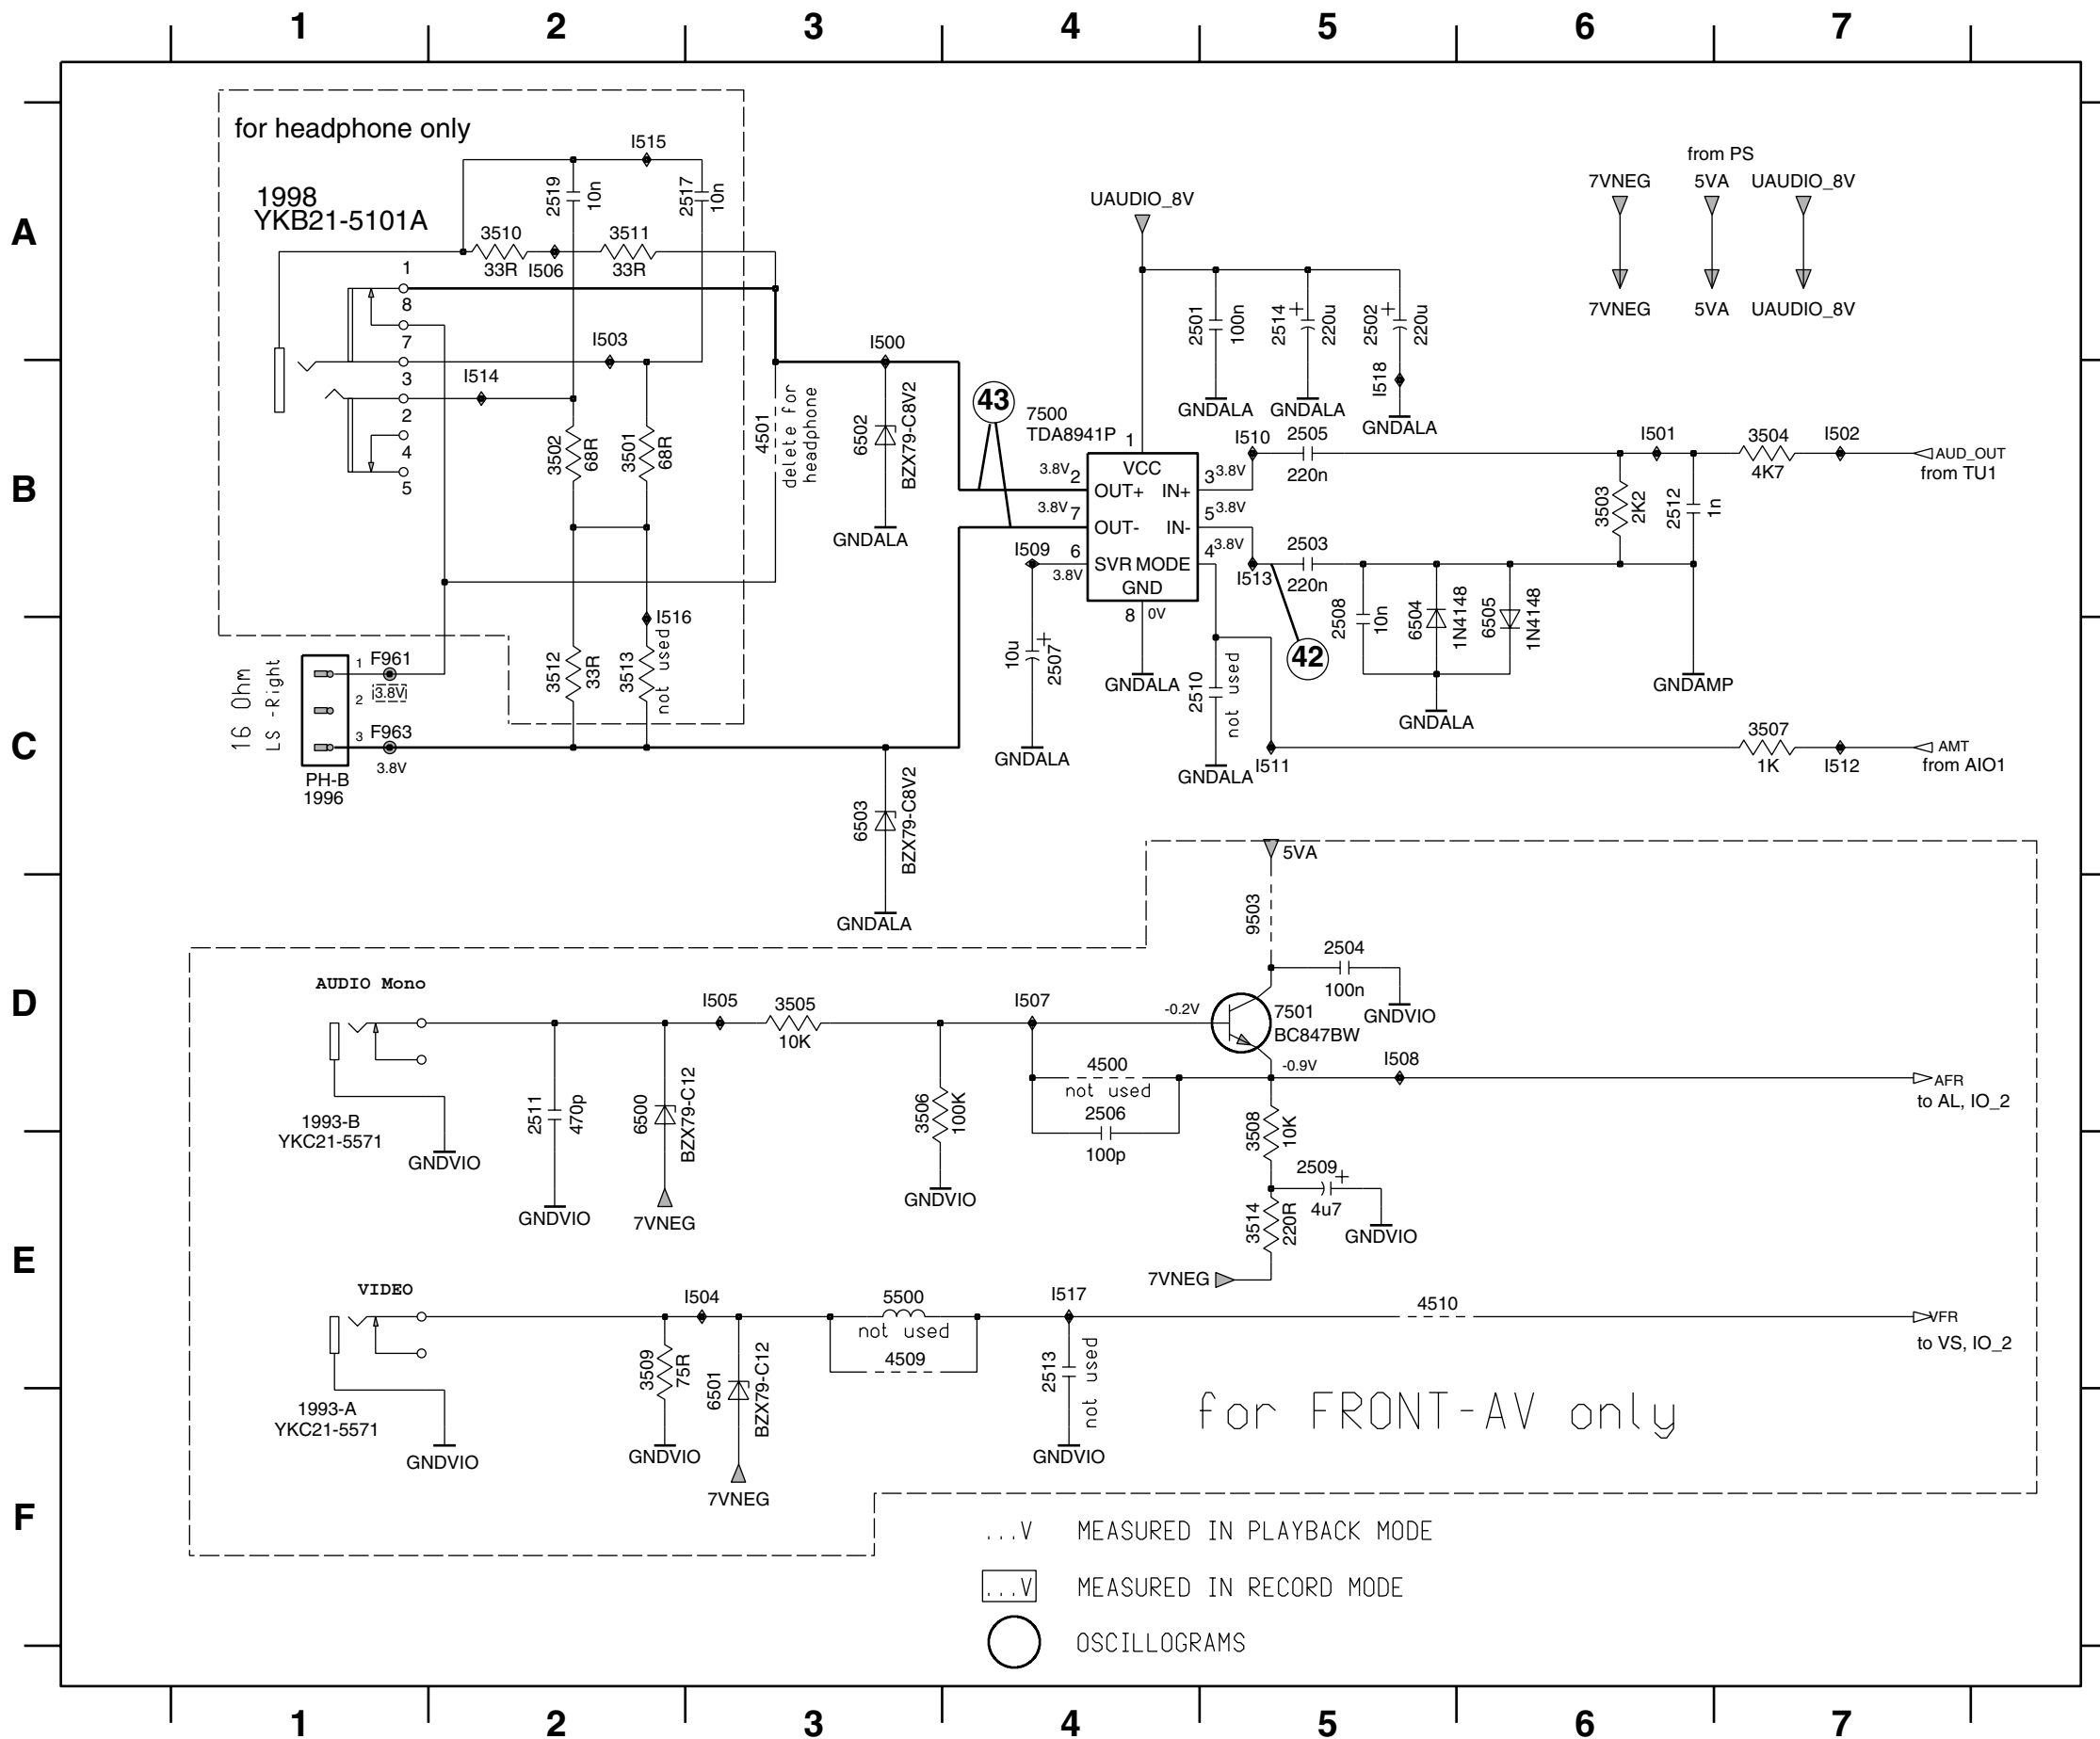 1 2 3 4 5 6 7
A
B
C
D
E
F
for headphone only
1998
YKB21-5101A
I515
2519
10n
2517
10n
3510
33R
I506
3511
33R
1
8
7
3
2
4
5
I503
I514
3502
68R
3501
68R
4501
delete for
headphone
I516
3512
33R
3513
not used
16 Ohm
LS -Right
1 F961
3.8V
2
3 F963
3.8V
PH-B
1996
I500
6502
BZX79-C8V2
GNDALA
6503
BZX79-C8V2
GNDALA
43
UAUDIO_8V
7500
TDA8941P
1
VCC
3.8V 2
OUT+ IN+
3 3.8V
3.8V 7
OUT- IN-
5 3.8V
6
3.8V
SVR MODE
4 3.8V
GND
8 0V
GNDALA
I509
10u
2507
GNDALA
2501
100n
GNDALA
2514
220u
GNDALA
2502
220u
I518
GNDALA
from PS
7VNEG 5VA UAUDIO_8V
7VNEG 5VA UAUDIO_8V
I510
2505
220n
I513
2503
220n
42
2510
not used
GNDALA
I511
2508
10n
6504
1N4148
6505
1N4148
GNDALA
I501
3503
2K2
2512
1n
GNDAMP
3504
4K7
I502
AUD_OUT
from TU1
3507
1K
I512
AMT
from AIO1
5VA
9503
2504
100n
GNDVIO
AUDIO Mono
1993-B
YKC21-5571
GNDVIO
2511
470p
GNDVIO
6500
BZX79-C12
7VNEG
I505
3505
10K
3506
100K
GNDVIO
I507
-0.2V
7501
BC847BW
-0.9V
I508
4500
not used
2506
100p
AFR
to AL, IO_2
3508
10K
2509
4u7
GNDVIO
3514
220R
7VNEG
VIDEO
1993-A
YKC21-5571
GNDVIO
3509
75R
GNDVIO
I504
6501
BZX79-C12
7VNEG
5500
not used
4509
I517
2513
not used
GNDVIO
4510
VFR
to VS, IO_2
for FRONT-AV only
...V MEASURED IN PLAYBACK MODE
...V MEASURED IN RECORD MODE
OSCILLOGRAMS
1 2 3 4 5 6 7